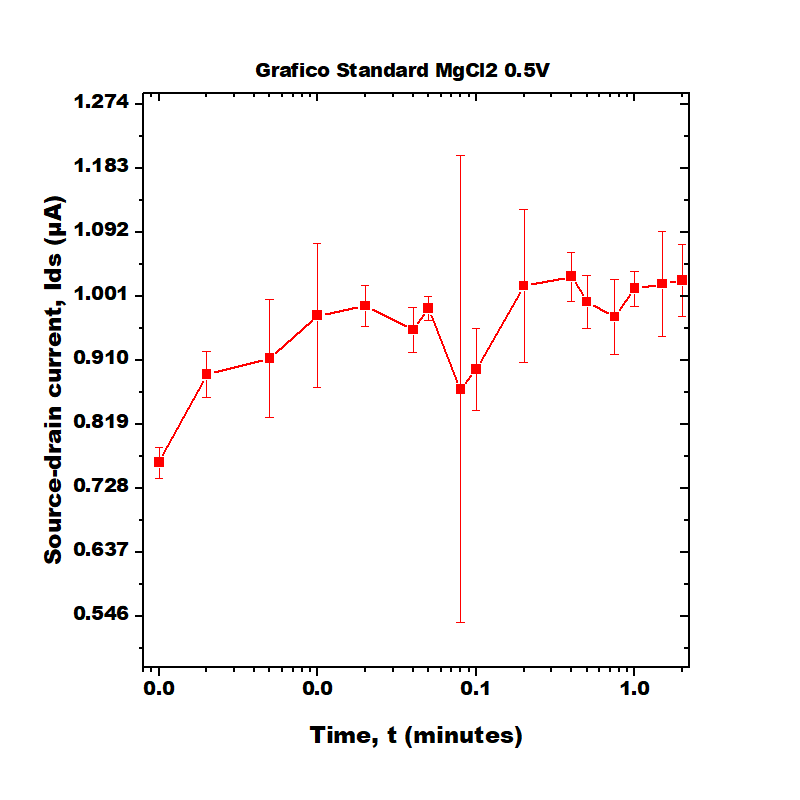 Grafico Standard MgCl2 0.5V
1.274
1.183
1.092
1.001
0.910
0.819
0.728
0.637
0.546
Source-drain current, Ids (µA)
0.0 0.0 0.1 1.0
Time, t (minutes)